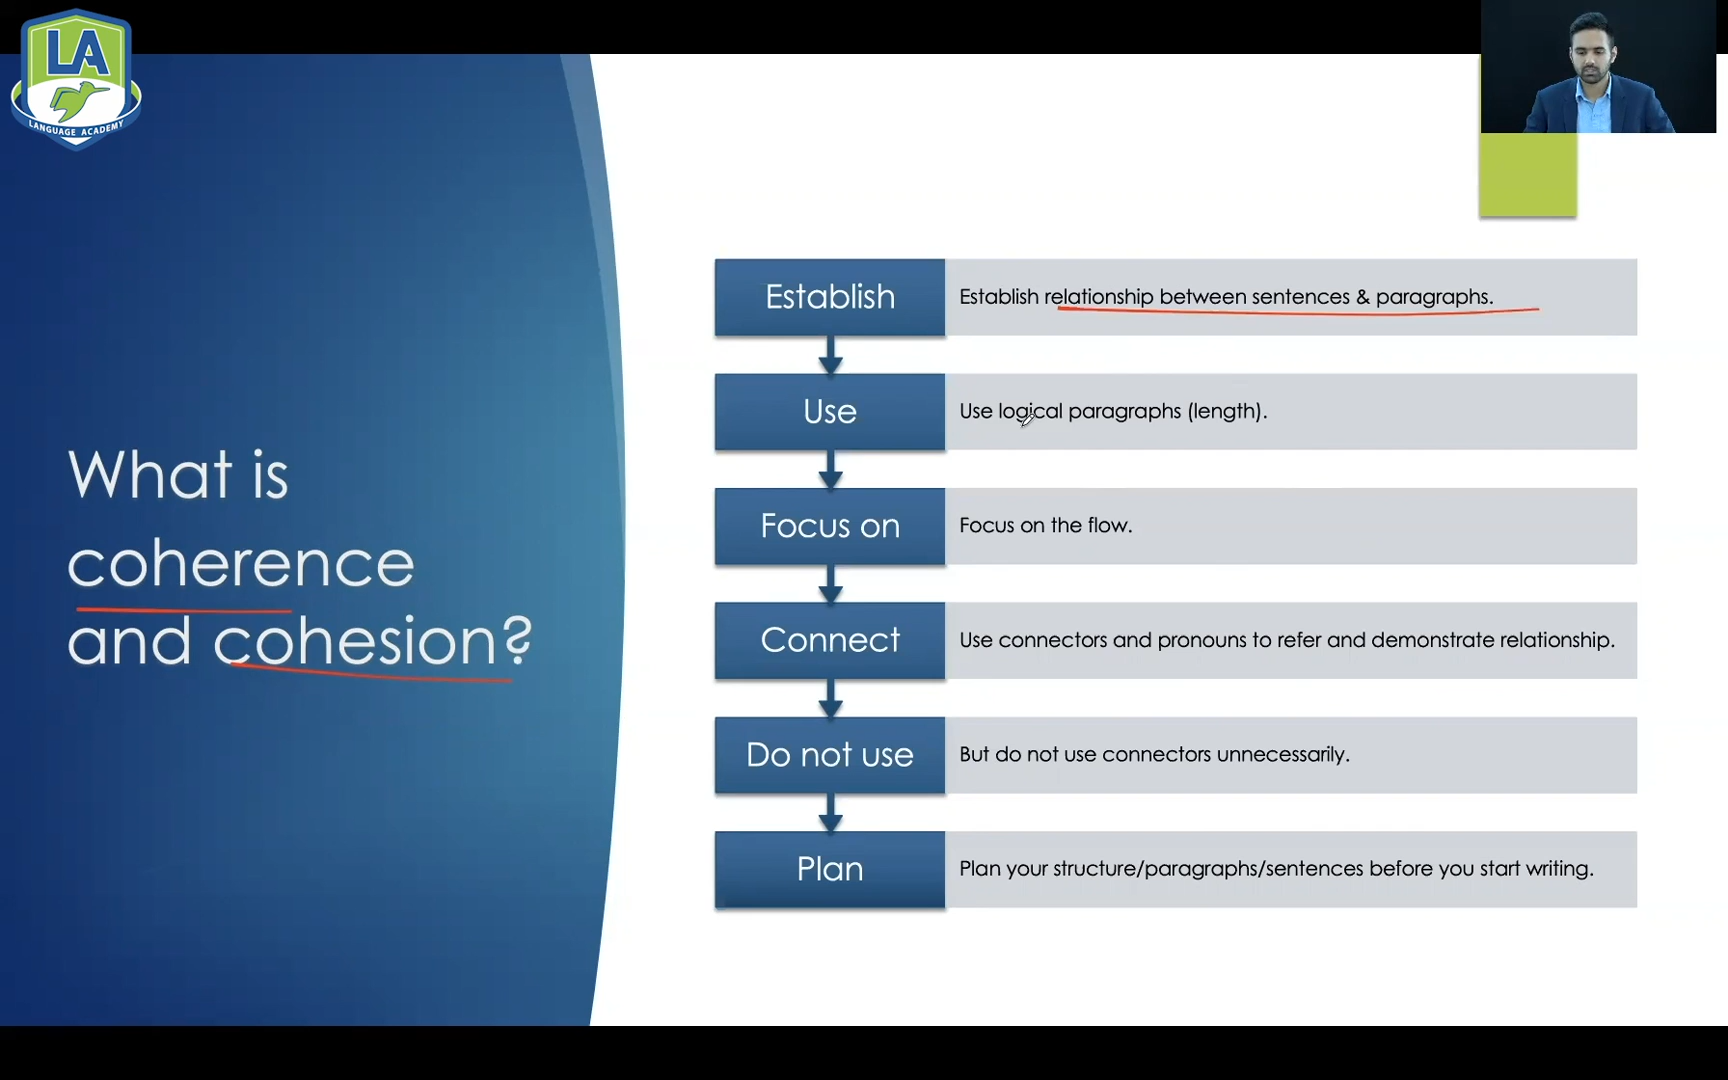 LA
LANGUAGE ACADEMY
What is
coherence
and cohesion?
Establish
Establish relationship between sentences & paragraphs.
Use
Use logical paragraphs (length).
Focus on
Focus on the flow.
Connect
Use connectors and pronouns to refer and demonstrate relationship.
Do not use
But do not use connectors unnecessarily.
Plan
Plan your structure/paragraphs/sentences before you start writing.